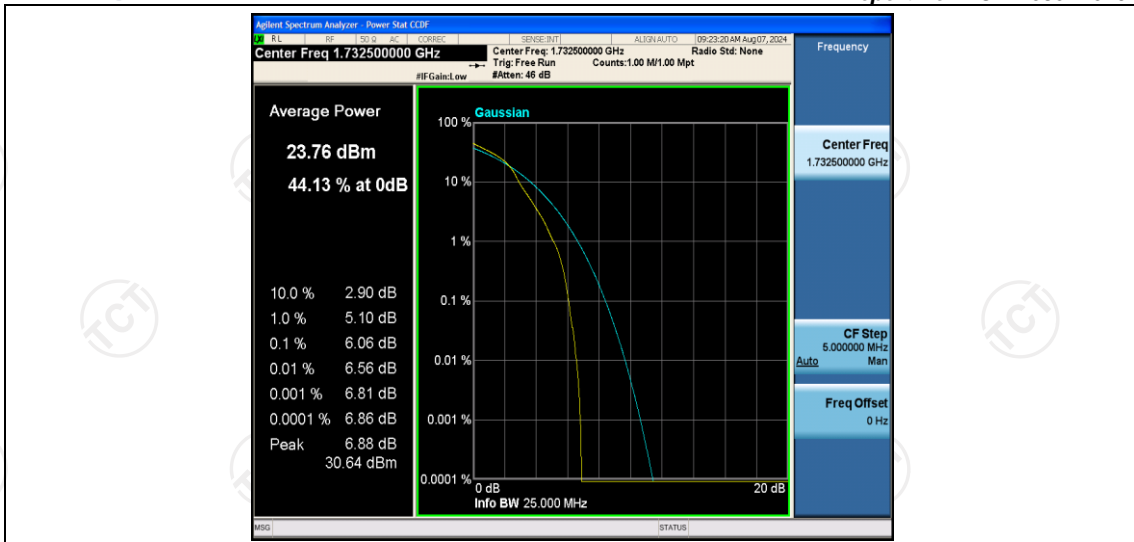 Agilent Spectrum Analyzer - Power Stat CCDF
RL RF 50 Ω AC CORREC SENSE:INT ALIGN AUTO 09:23:20 AM Aug 07, 2024
Center Freq 1.732500000 GHz
Center Freq: 1.732500000 GHz Radio Std: None
Trig: Free Run Counts:1.00 M/1.00 Mpt
#IFGain:Low #Atten: 46 dB
Frequency
Average Power
23.76 dBm
44.13 % at 0dB
10.0 % 2.90 dB
1.0 % 5.10 dB
0.1 % 6.06 dB
0.01 % 6.56 dB
0.001 % 6.81 dB
0.0001 % 6.86 dB
Peak 6.88 dB
30.64 dBm
Gaussian
100 %
10 %
1 %
0.1 %
0.01 %
0.001 %
0.0001 %
0 dB 20 dB
Info BW 25.000 MHz
Center Freq
1.732500000 GHz
CF Step
5.000000 MHz
Auto Man
Freq Offset
0 Hz
MSG STATUS
TCT
TCT